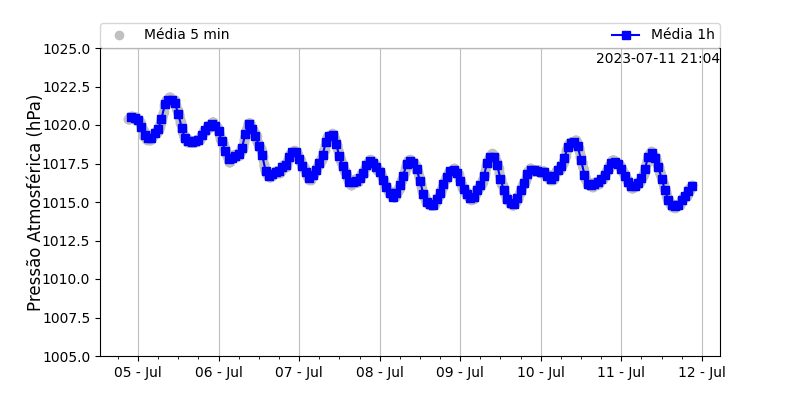 Média 5 min
Média 1h
2023-07-11 21:04
Pressão Atmosférica (hPa)
1025.0
1022.5
1020.0
1017.5
1015.0
1012.5
1010.0
1007.5
1005.0
05 - Jul
06 - Jul
07 - Jul
08 - Jul
09 - Jul
10 - Jul
11 - Jul
12 - Jul